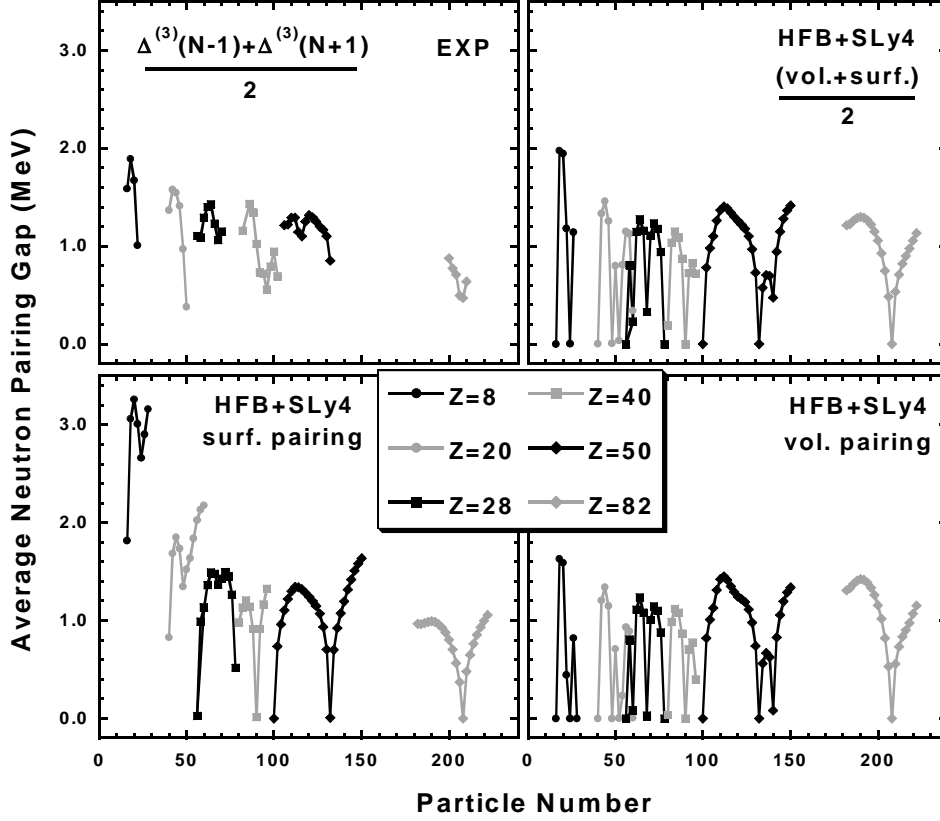 Δ(3)(N-1)+Δ(3)(N+1)
2
EXP
HFB+SLy4
(vol.+surf.)
2
3.0
2.0
1.0
0.0
Average Neutron Pairing Gap (MeV)
HFB+SLy4
surf. pairing
HFB+SLy4
vol. pairing
Z=8
Z=40
Z=20
Z=50
Z=28
Z=82
3.0
2.0
1.0
0.0
0
50
100
150
200
0
50
100
150
200
Particle Number